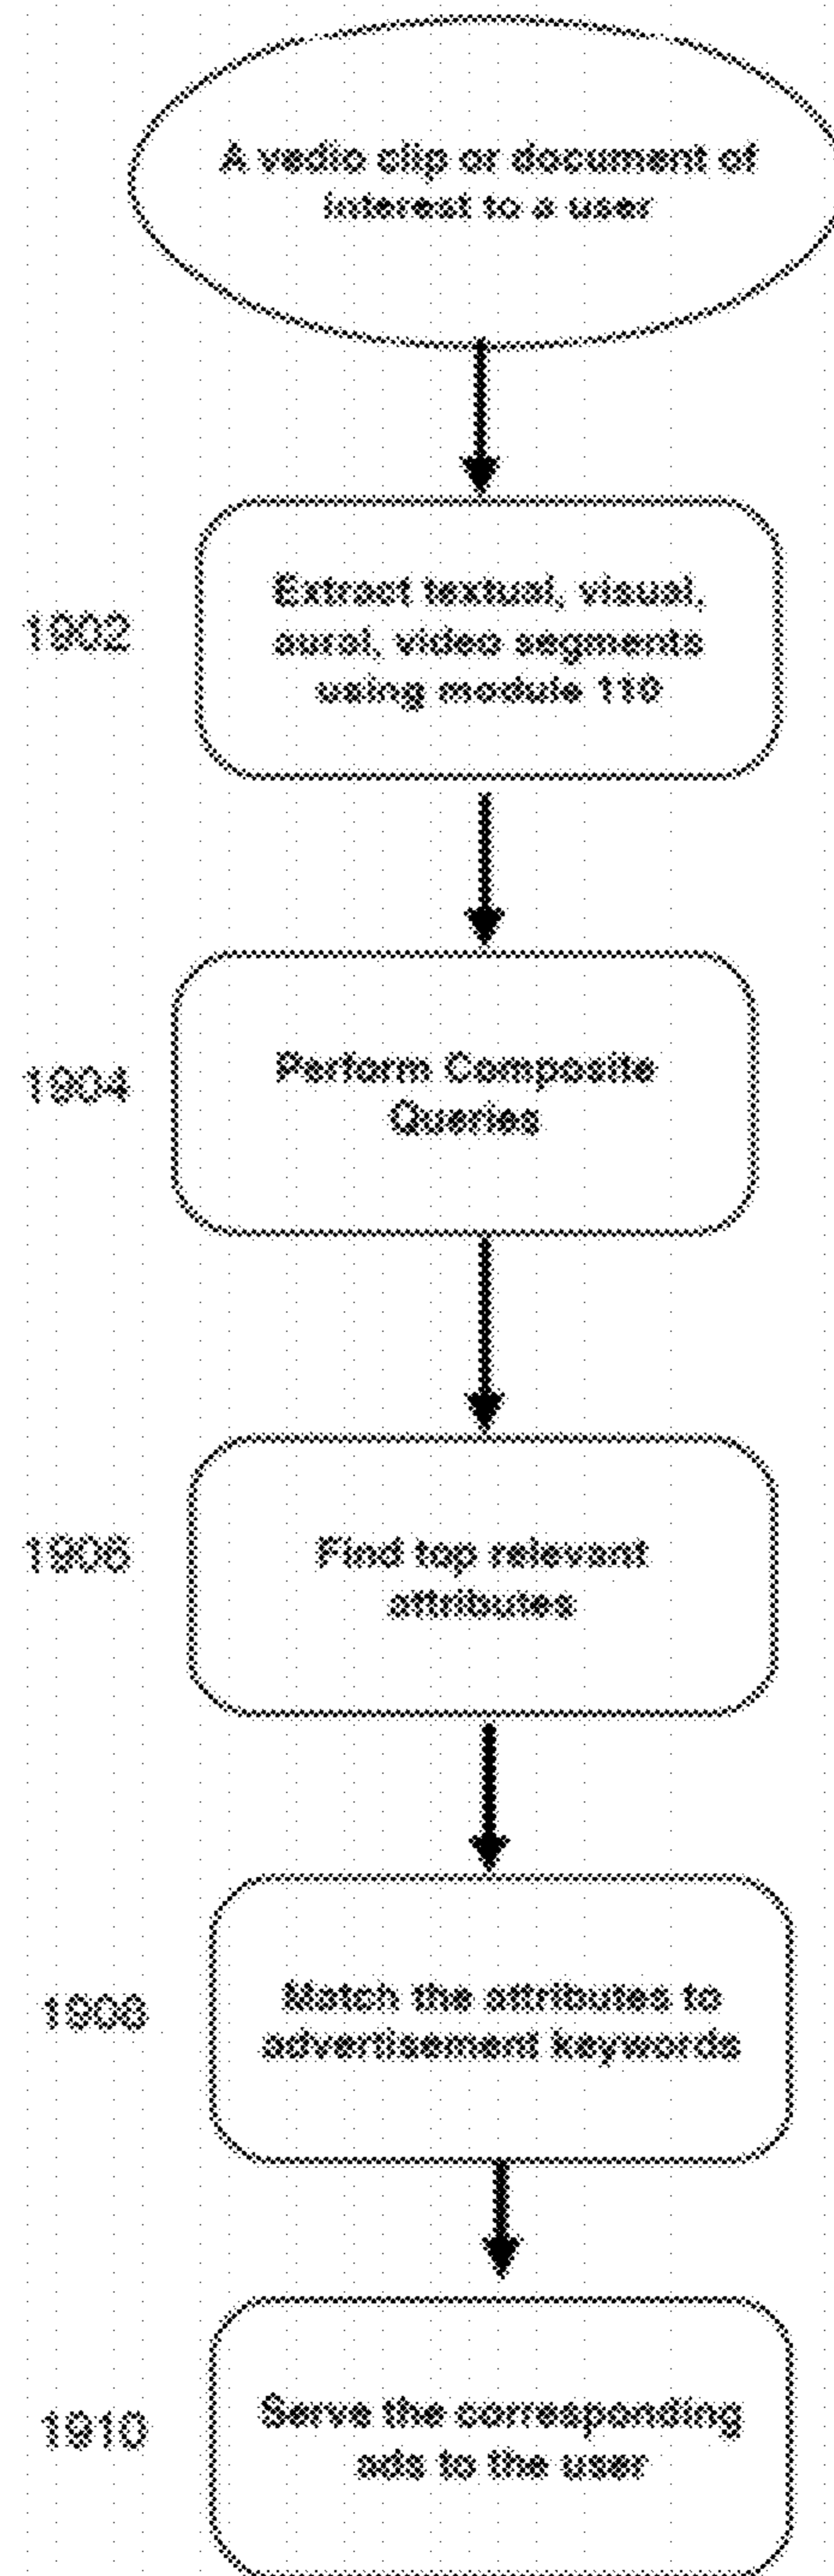 A vedio clip or document of
interest to a user
Extract textual, visual,
1902
aural, video segments
using module 110
Perform Composite
1904
Queries
Find top relevant
1906
attributes
Match the attributes to
1908
advertisement keywords
Serve the corresponding
1910
ads to the user